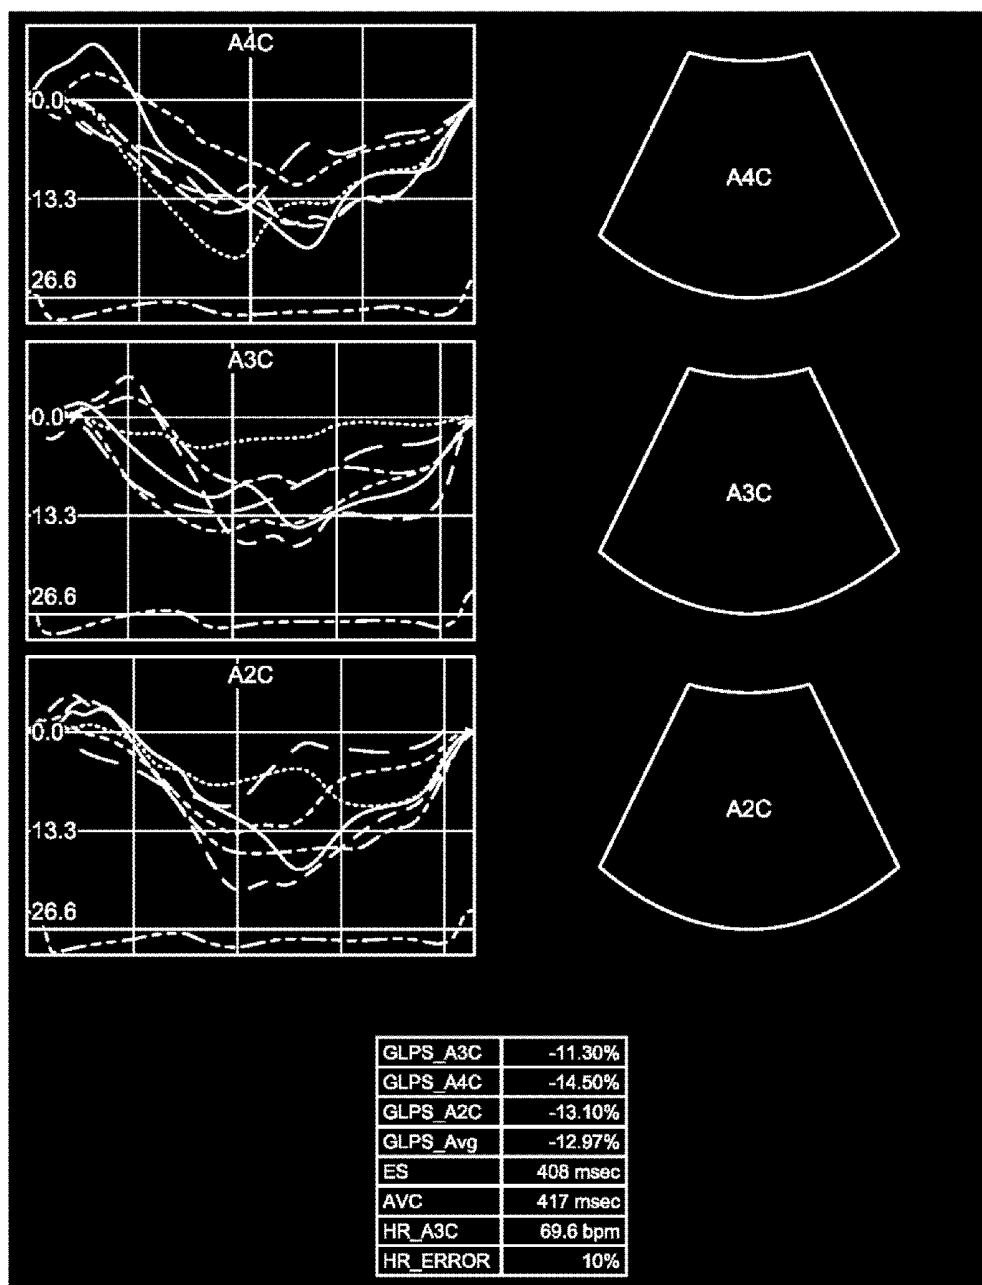 A4C
0.0
13.3
26.6
A4C
A3C
0.0
13.3
26.6
A3C
A2C
0.0
13.3
26.6
A2C
GLPS_A3C -11.30%
GLPS_A4C -14.50%
GLPS_A2C -13.10%
GLPS_Avg -12.97%
ES 408 msec
AVC 417 msec
HR_A3C 69.6 bpm
HR_ERROR 10%